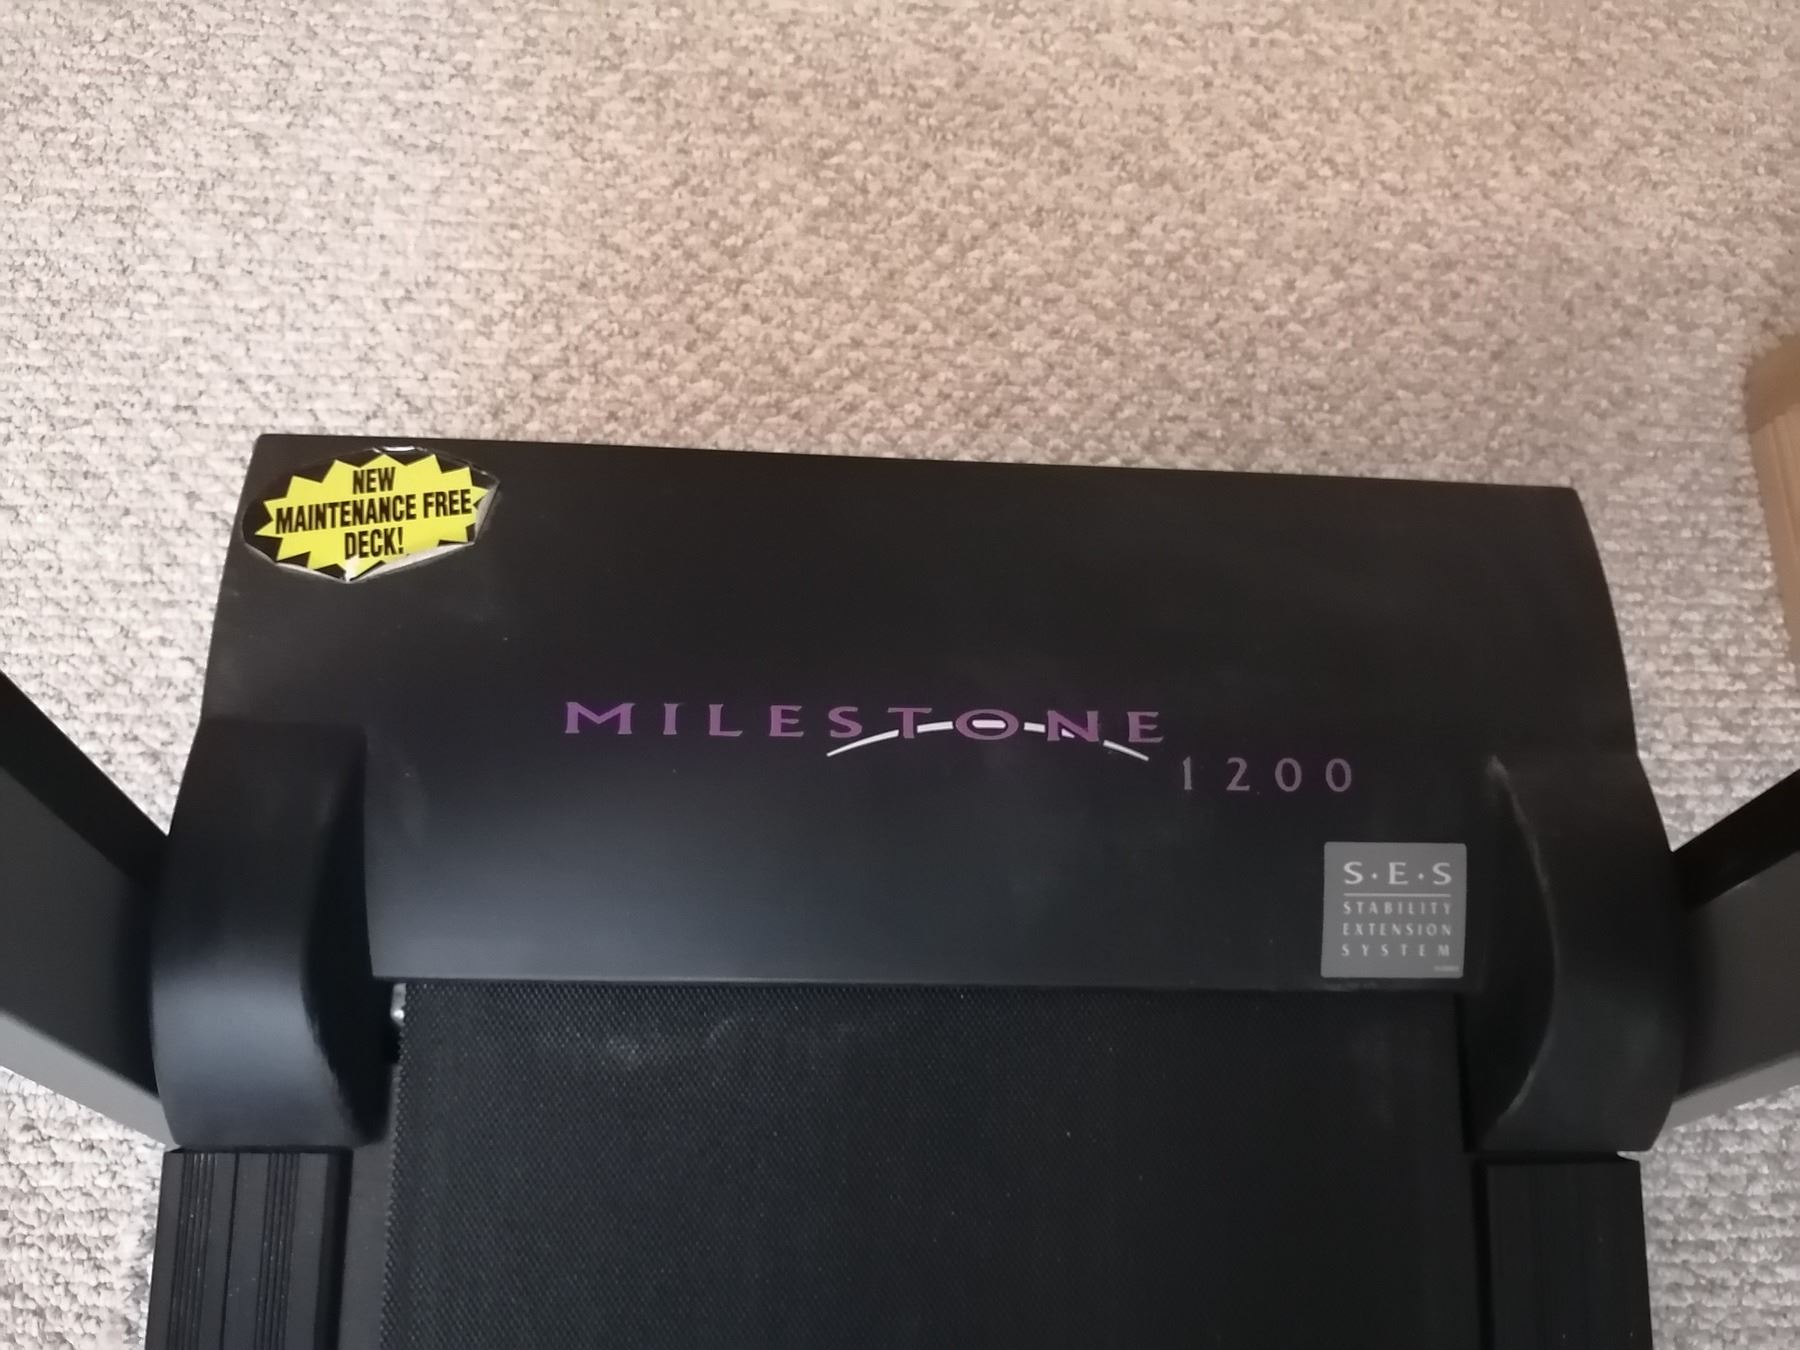 NEW
MAINTENANCE FREE
DECK!
MILESTONE
1200
S·E·S
STABILITY
EXTENSION
SYSTEM